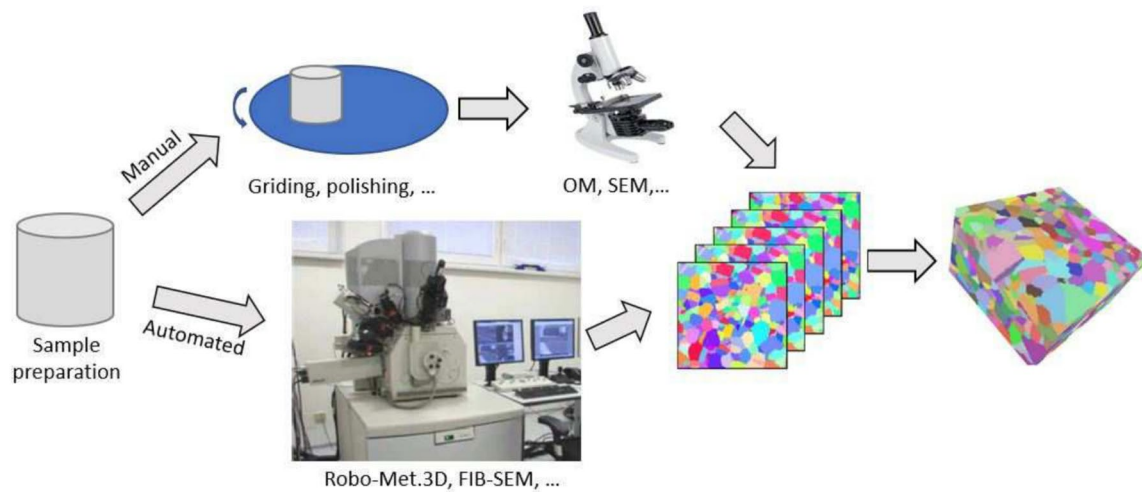 Manual
Griding, polishing, ...
OM, SEM,...
Sample
preparation
Automated
Robo-Met.3D, FIB-SEM, ...